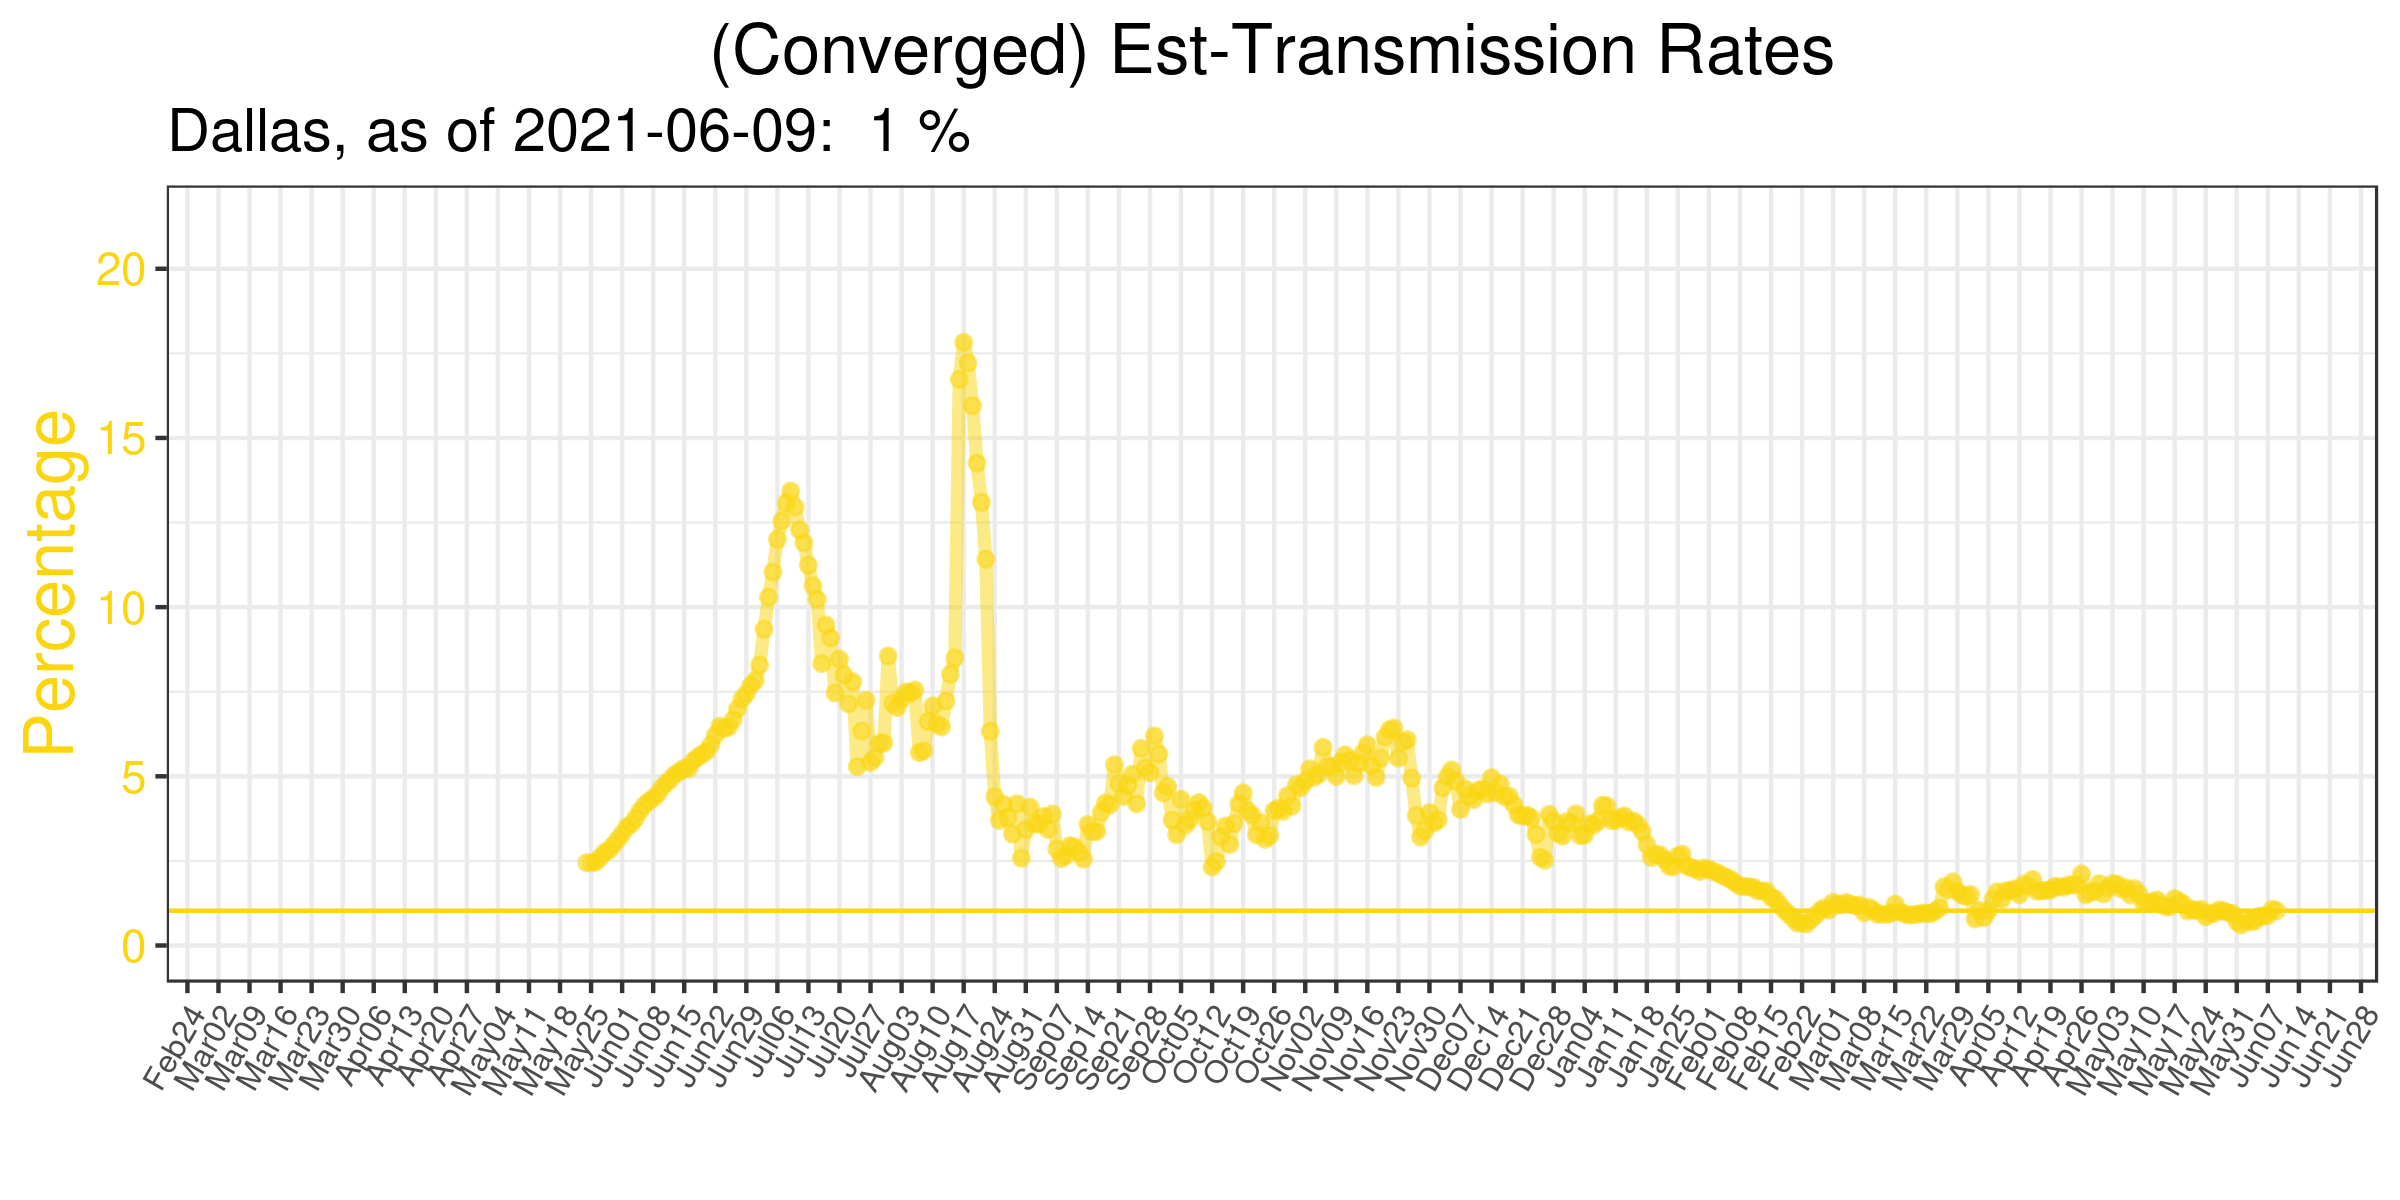 (Converged) Est-Transmission Rates
Dallas, as of 2021-06-09:  1 %
Percentage
20
15
10
5
0
Feb24
Mar02
Mar09
Mar16
Mar23
Mar30
Apr06
Apr13
Apr20
Apr27
May04
May11
May18
May25
Jun01
Jun08
Jun15
Jun22
Jun29
Jul06
Jul13
Jul20
Jul27
Aug03
Aug10
Aug17
Aug24
Aug31
Sep07
Sep14
Sep21
Sep28
Oct05
Oct12
Oct19
Oct26
Nov02
Nov09
Nov16
Nov23
Nov30
Dec07
Dec14
Dec21
Dec28
Jan04
Jan11
Jan18
Jan25
Feb01
Feb08
Feb15
Feb22
Mar01
Mar08
Mar15
Mar22
Mar29
Apr05
Apr12
Apr19
Apr26
May03
May10
May17
May24
May31
Jun07
Jun14
Jun21
Jun28